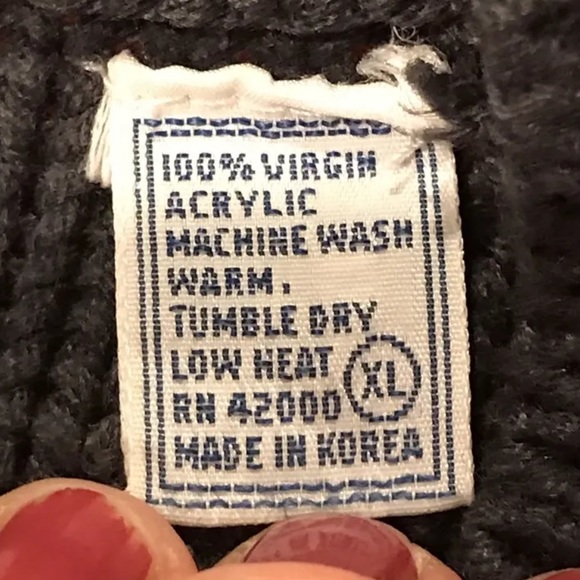 100% VIRGIN
ACRYLIC
MACHINE WASH
WARM.
TUMBLE DRY
LOW HEAT
XL
RN 42000
MADE IN KOREA